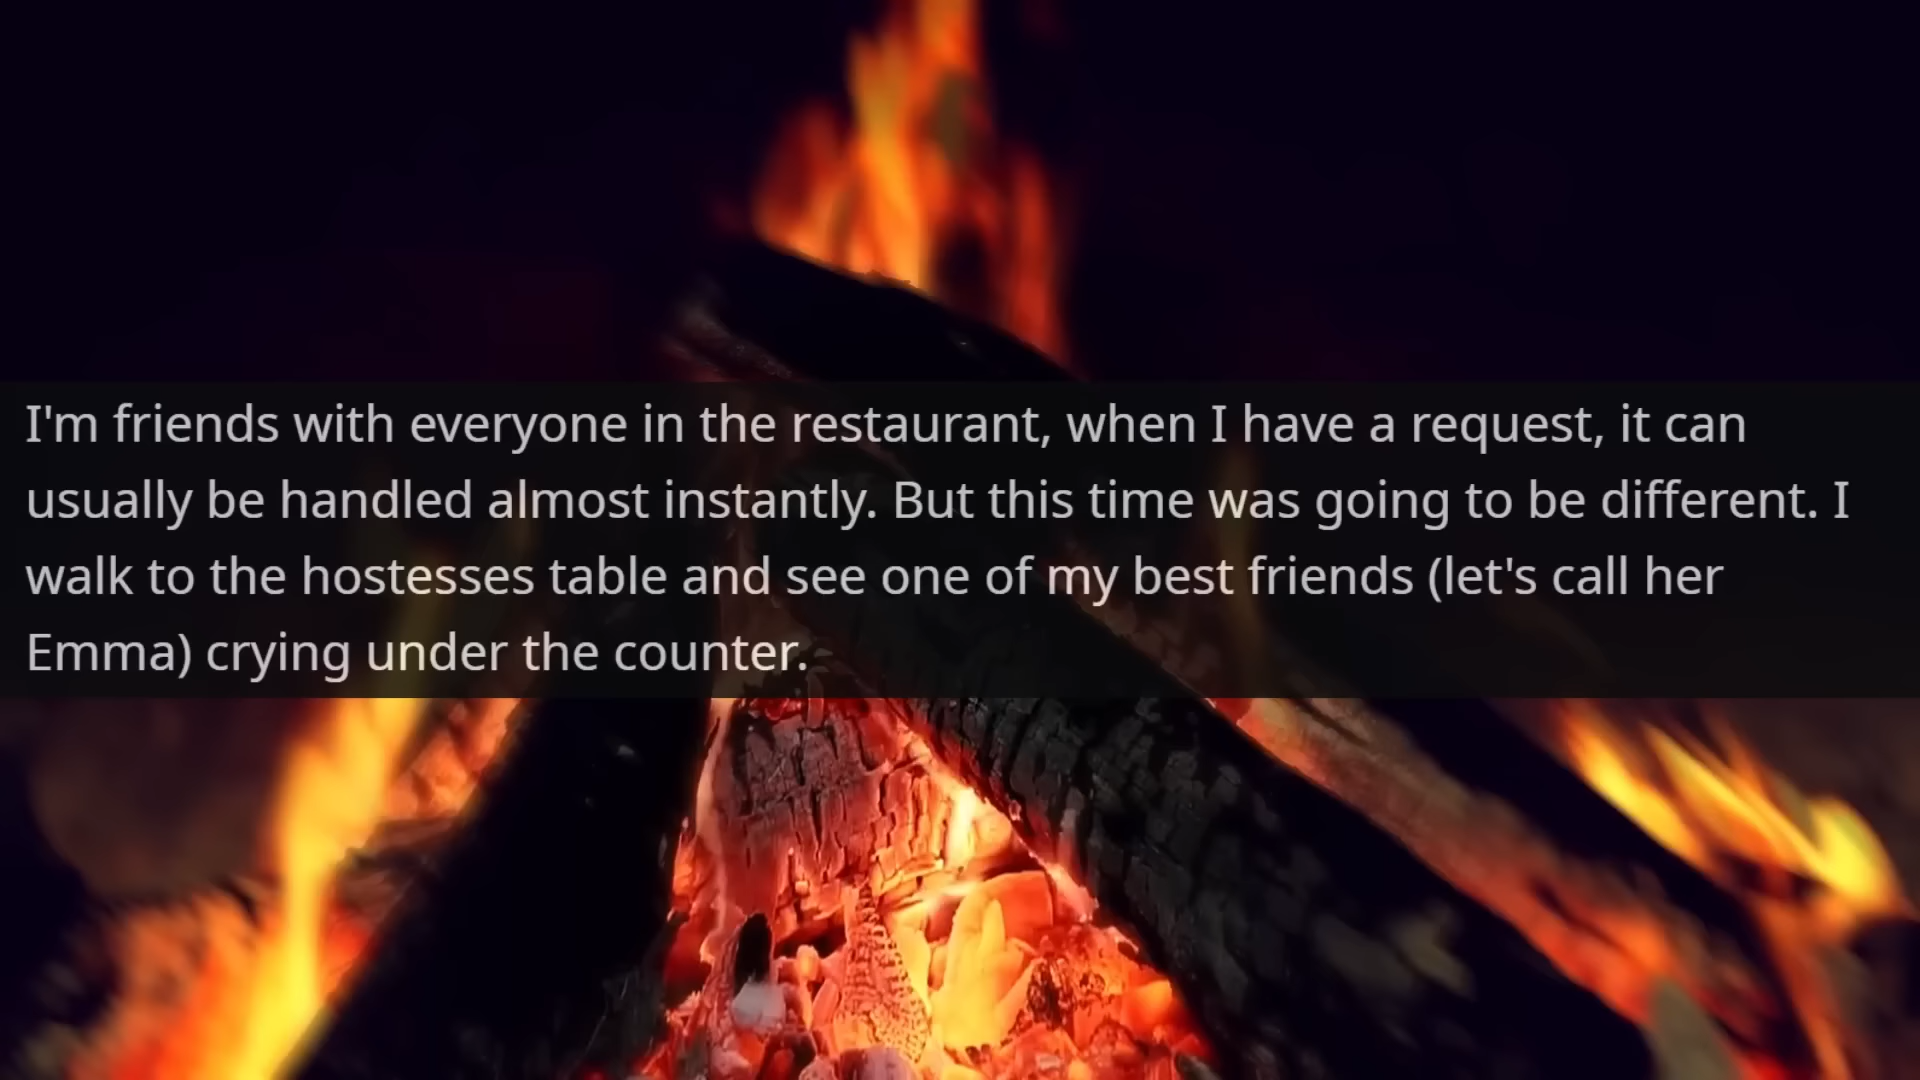 I'm friends with everyone in the restaurant, when I have a request, it can
usually be handled almost instantly. But this time was going to be different. I
walk to the hostesses table and see one of my best friends (let's call her
Emma) crying under the counter.